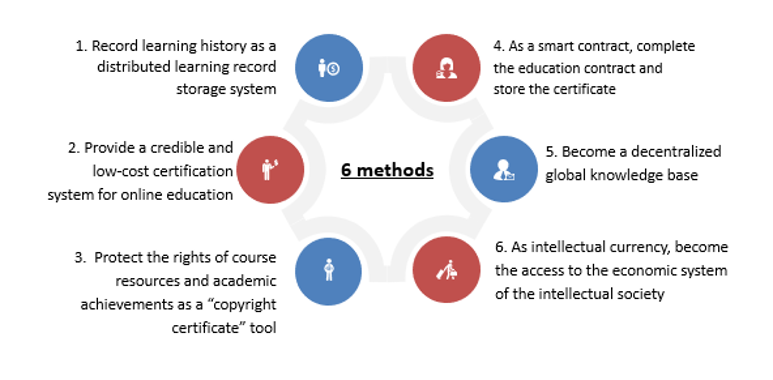 1. Record learning history as a
distributed learning record
storage system
2. Provide a credible and
low-cost certification
system for online education
3. Protect the rights of course
resources and academic
achievements as a “copyright
certificate” tool
6 methods
4. As a smart contract, complete
the education contract and
store the certificate
5. Become a decentralized
global knowledge base
6. As intellectual currency, become
the access to the economic system
of the intellectual society